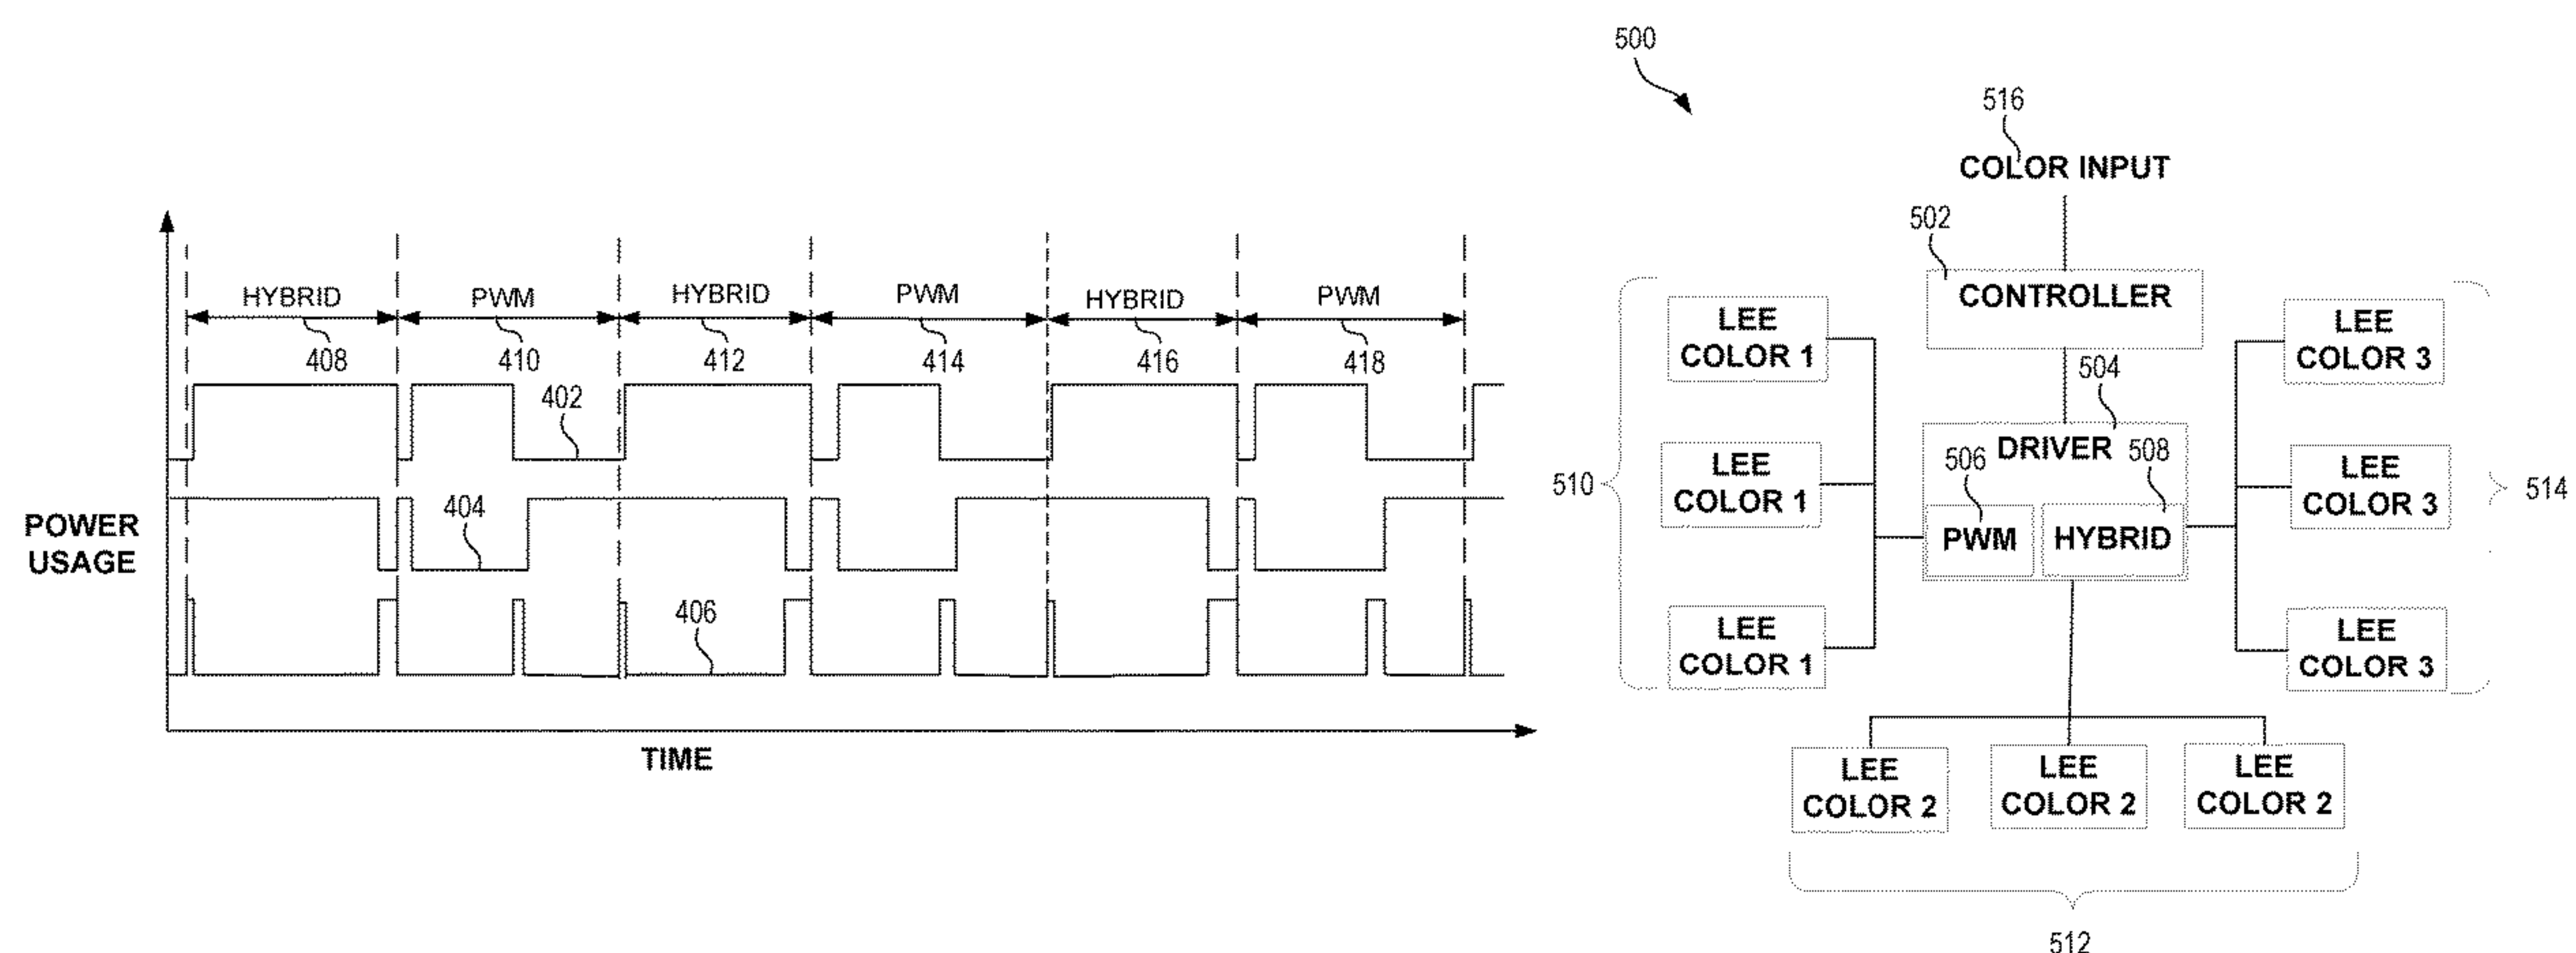 HYBRID
PWM
HYBRID
PWM
HYBRID
PWM
408
410
412
414
416
418
402
404
406
POWER
USAGE
TIME
500
516
COLOR INPUT
502
CONTROLLER
504
DRIVER
506
508
PWM
HYBRID
510
LEE
COLOR 1
LEE
COLOR 1
LEE
COLOR 1
LEE
COLOR 3
LEE
COLOR 3
LEE
COLOR 3
514
LEE
COLOR 2
LEE
COLOR 2
LEE
COLOR 2
512